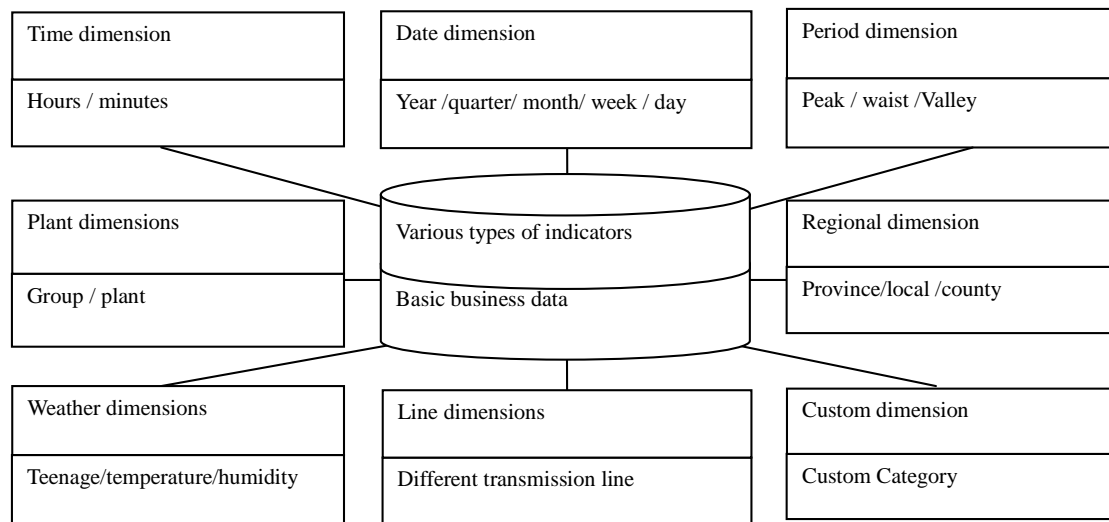 Time dimension
Hours / minutes
Date dimension
Year /quarter/ month/ week / day
Period dimension
Peak / waist /Valley
Plant dimensions
Group / plant
Various types of indicators
Basic business data
Regional dimension
Province/local /county
Weather dimensions
Teenage/temperature/humidity
Line dimensions
Different transmission line
Custom dimension
Custom Category